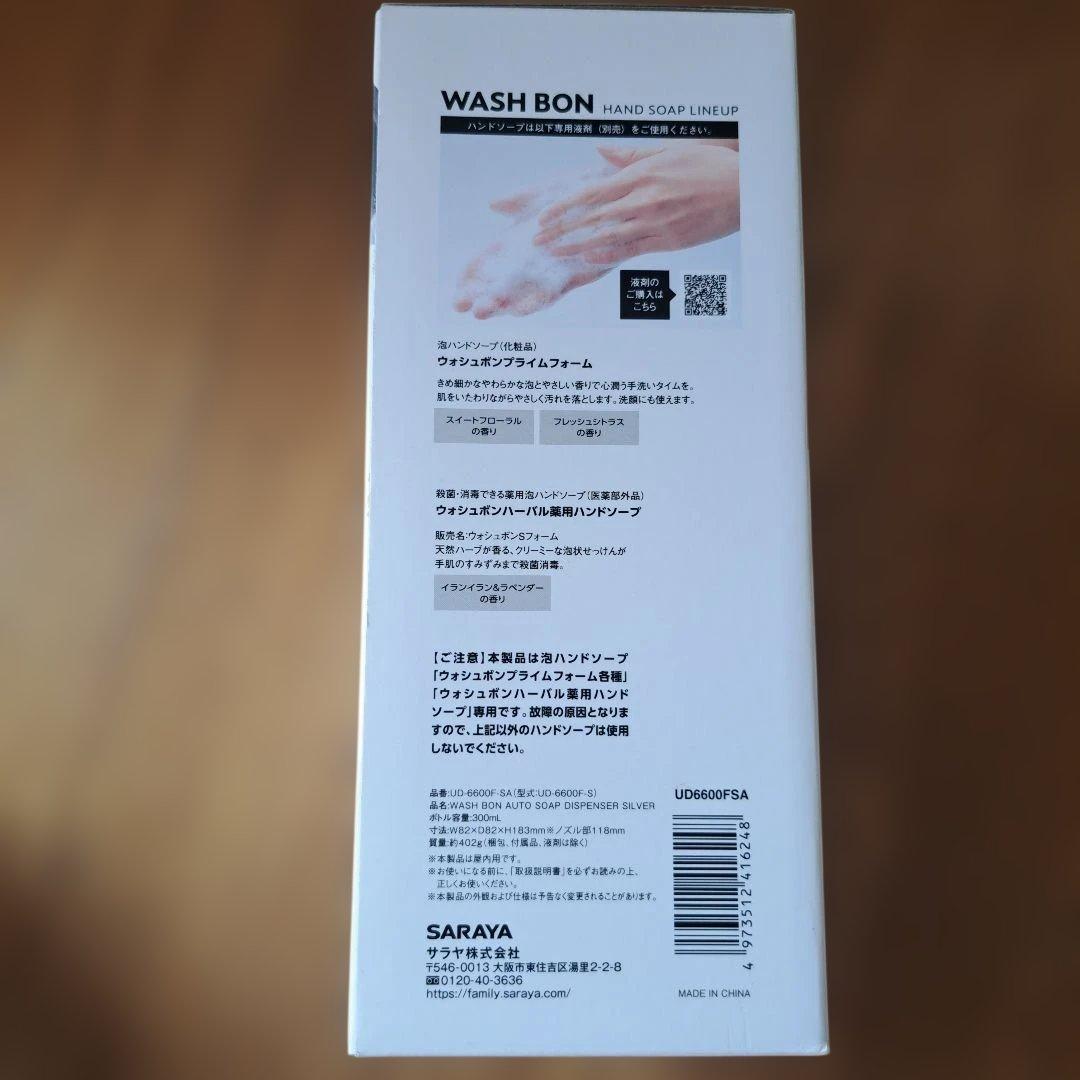 WASH BON HAND SOAP LINEUP
ハンドソープは以下専用液剤（別売）をご使用ください。
液剤の
ご購入は
こちら
泡ハンドソープ（化粧品）
ウォシュボンプライムフォーム
きめ細かなやわらかな泡とやさしい香りで心潤う手洗いタイムを。
肌をいたわりながらやさしく汚れを落とします。洗顔にも使えます。
スイートフローラル
の香り
フレッシュシトラス
の香り
殺菌・消毒できる薬用泡ハンドソープ（医薬部外品）
ウォシュボンハーバル薬用ハンドソープ
販売名：ウォシュボンSフォーム
天然ハーブが香る、クリーミーな泡状せっけんが
手肌のすみずみまで殺菌消毒。
イランイラン&ラベンダー
の香り
【ご注意】本製品は泡ハンドソープ
「ウォシュボンプライムフォーム各種」
「ウォシュボンハーバル薬用ハンド
ソープ」専用です。故障の原因となりま
すので、上記以外のハンドソープは使用
しないでください。
品番：UD-6600F-SA（型式：UD-6600F-S）
品名：WASH BON AUTO SOAP DISPENSER SILVER
ボトル容量：300mL
寸法：W82×D82×H183mm※ノズル部118mm
質量：約402g（梱包、付属品、液剤は除く）
※本製品は屋内用です。
※お使いになる前に、「取扱説明書」を必ずお読みの上、
正しくお使いください。
※本製品の外観および仕様は予告なく変更されることがあります。
UD6600FSA
4 973512 416248
SARAYA
サラヤ株式会社
〒546-0013 大阪市東住吉区湯里2-2-8
0120-40-3636
https://family.saraya.com/
MADE IN CHINA